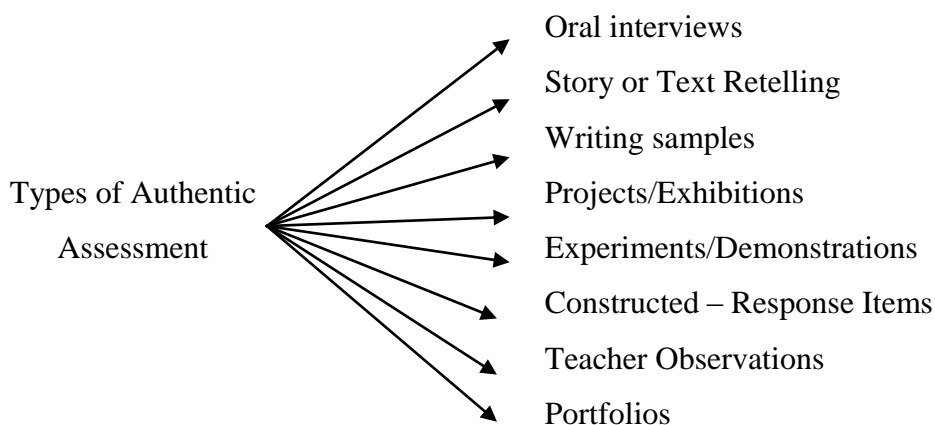 Oral interviews
Story or Text Retelling
Writing samples
Types of Authentic
Assessment
Projects/Exhibitions
Experiments/Demonstrations
Constructed – Response Items
Teacher Observations
Portfolios